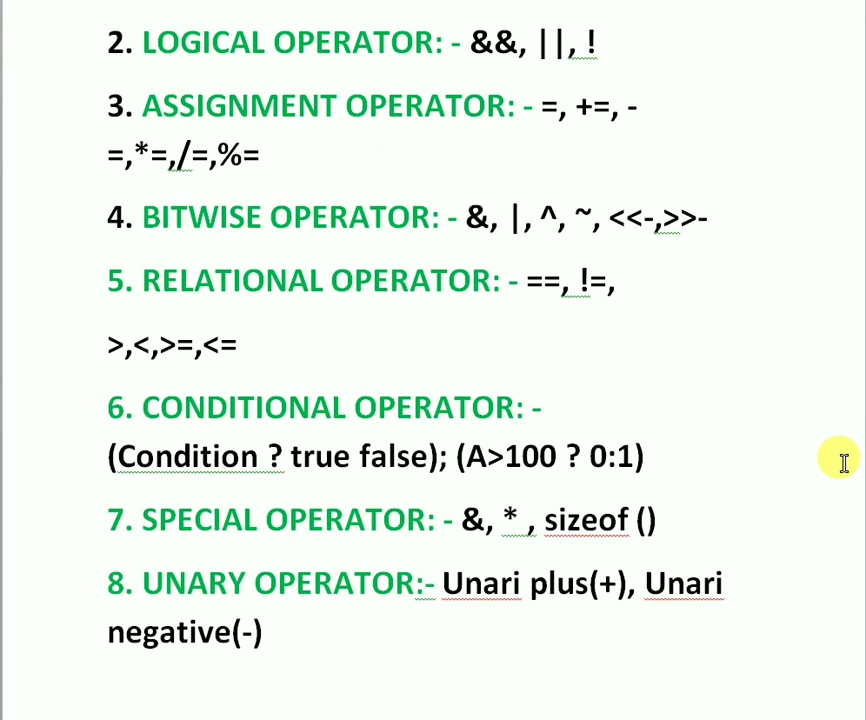 2. LOGICAL OPERATOR: - &&, ||, !
3. ASSIGNMENT OPERATOR: - =, +=, -
=,*=,/=,%=
4. BITWISE OPERATOR: - &, |, ^, ~, <<-,>>-
5. RELATIONAL OPERATOR: - ==, !=,
>,<,>=,<=
6. CONDITIONAL OPERATOR: -
(Condition ? true false); (A>100 ? 0:1)
7. SPECIAL OPERATOR: - &, * , sizeof ()
8. UNARY OPERATOR:- Unari plus(+), Unari
negative(-)